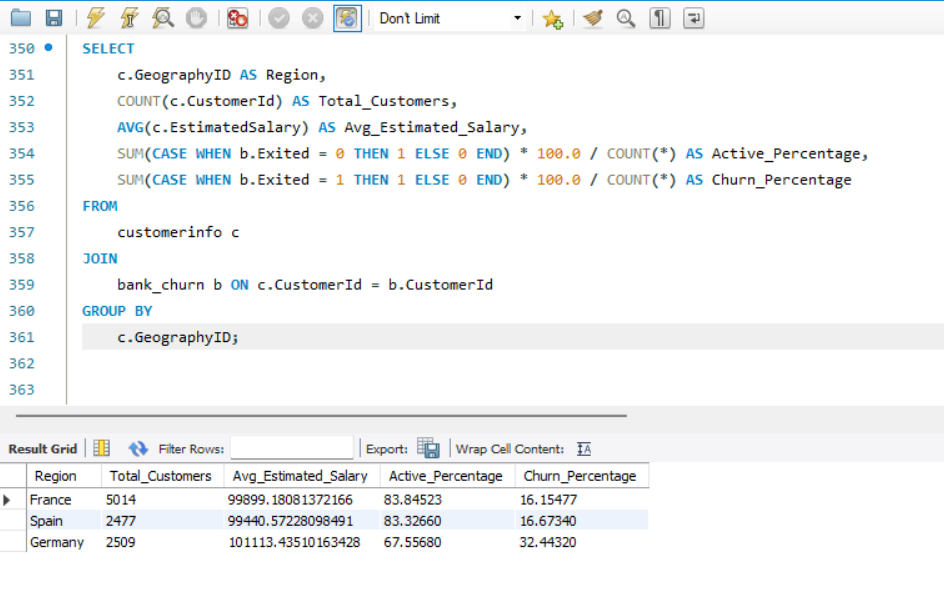 Don't Limit
350 SELECT
351 c.GeographyID AS Region,
352 COUNT(c.CustomerId) AS Total_Customers,
353 AVG(c.EstimatedSalary) AS Avg_Estimated_Salary,
354 SUM(CASE WHEN b.Exited = 0 THEN 1 ELSE 0 END) * 100.0 / COUNT(*) AS Active_Percentage,
355 SUM(CASE WHEN b.Exited = 1 THEN 1 ELSE 0 END) * 100.0 / COUNT(*) AS Churn_Percentage
356 FROM
357 customerinfo c
358 JOIN
359 bank_churn b ON c.CustomerId = b.CustomerId
360 GROUP BY
361 c.GeographyID;
362
363
Result Grid Filter Rows: Export: Wrap Cell Content:
Region Total_Customers Avg_Estimated_Salary Active_Percentage Churn_Percentage
France 5014 99899.18081372166 83.84523 16.15477
Spain 2477 99440.57228098491 83.32660 16.67340
Germany 2509 101113.43510163428 67.55680 32.44320